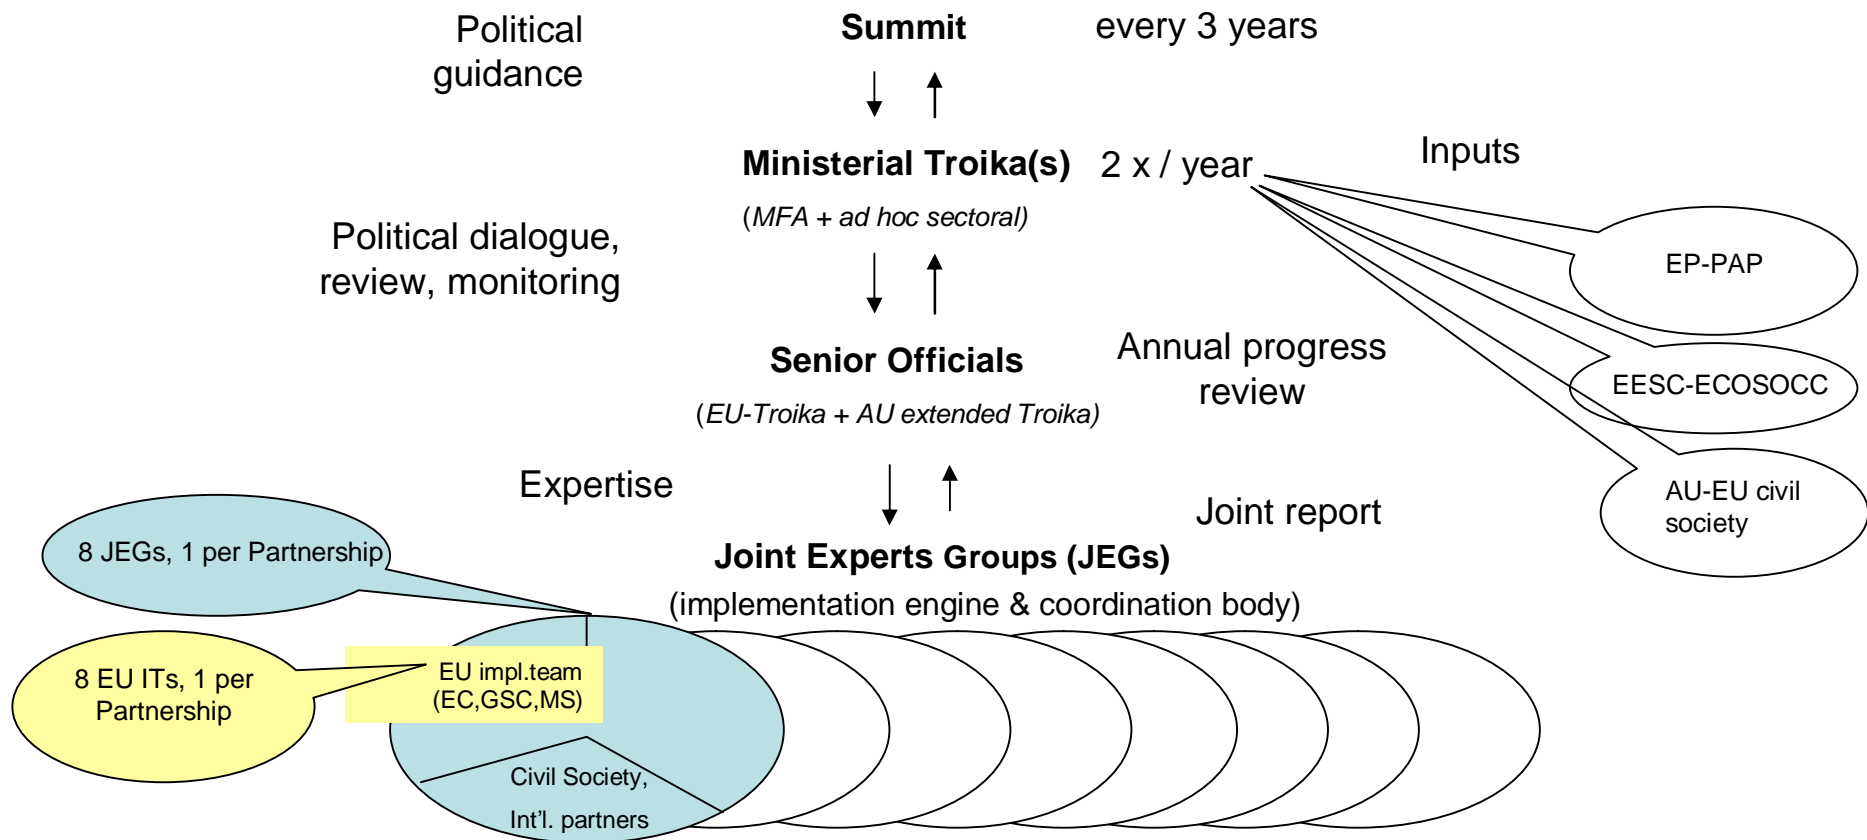 Political
guidance
Summit
every 3 years
Ministerial Troika(s)
2 x / year
Inputs
(MFA + ad hoc sectoral)
Political dialogue,
review, monitoring
EP-PAP
Senior Officials
Annual progress
review
(EU-Troika + AU extended Troika)
EESC-ECOSOCC
Expertise
Joint report
AU-EU civil
society
8 JEGs, 1 per Partnership
Joint Experts Groups (JEGs)
(implementation engine & coordination body)
8 EU ITs, 1 per
Partnership
EU impl.team
(EC,GSC,MS)
Civil Society,
Int'l. partners